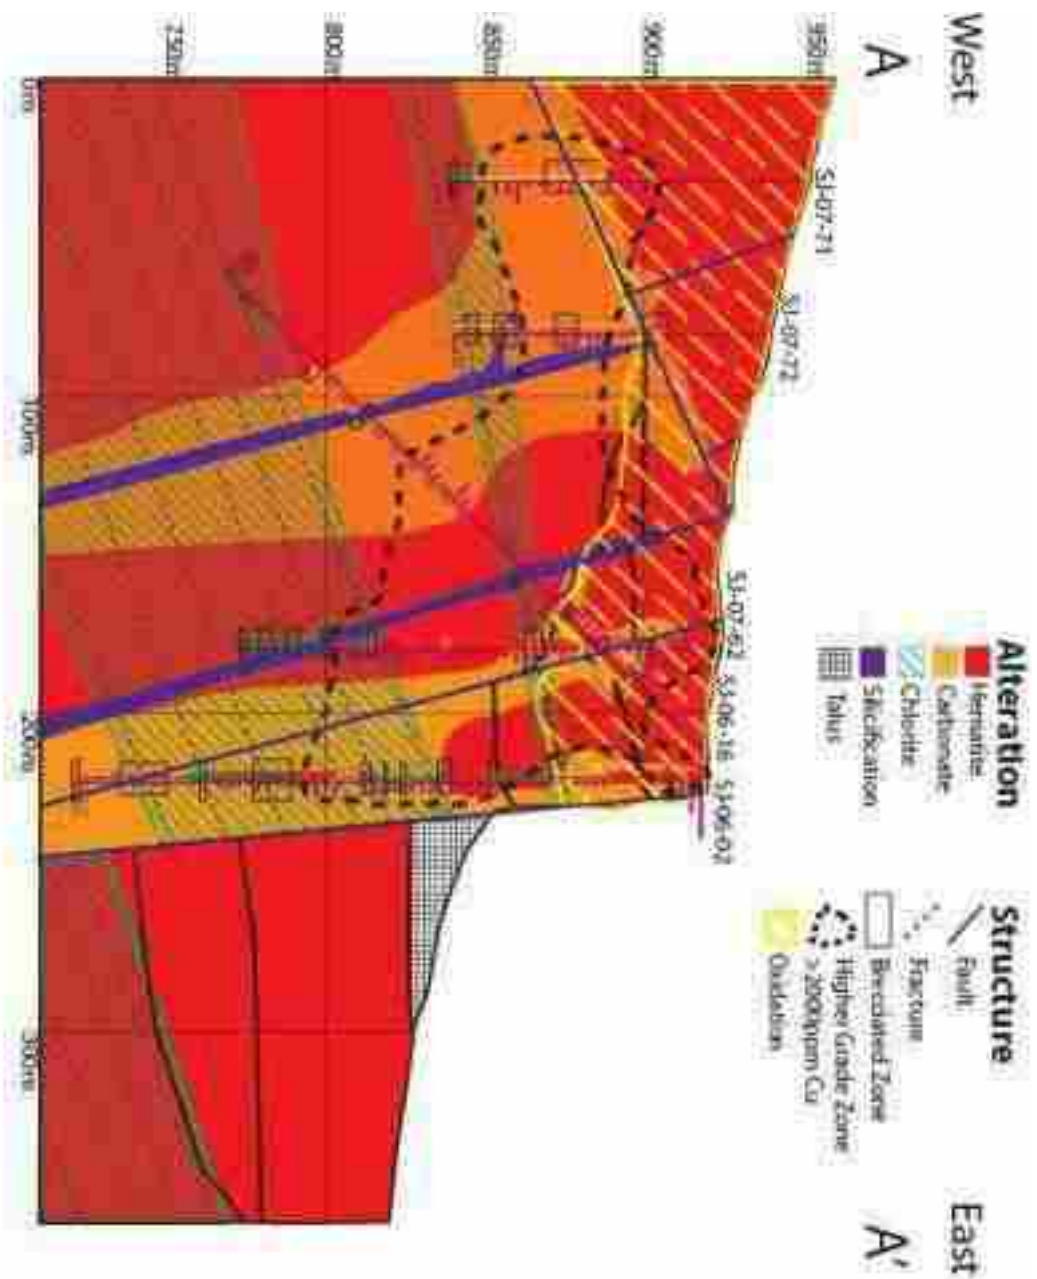 West
East
A
A'
Alteration
Hematite
Carbonate
Chlorite
Silicification
Talus
Structure
Fault
Fracture
Brecciated Zone
Higher Grade Zone
> 2000ppm Cu
Oxidation
SJ-07-71
SJ-07-72
SJ-07-62
SJ-06-16
SJ-06-02
950m
900m
850m
800m
750m
0m
100m
200m
300m